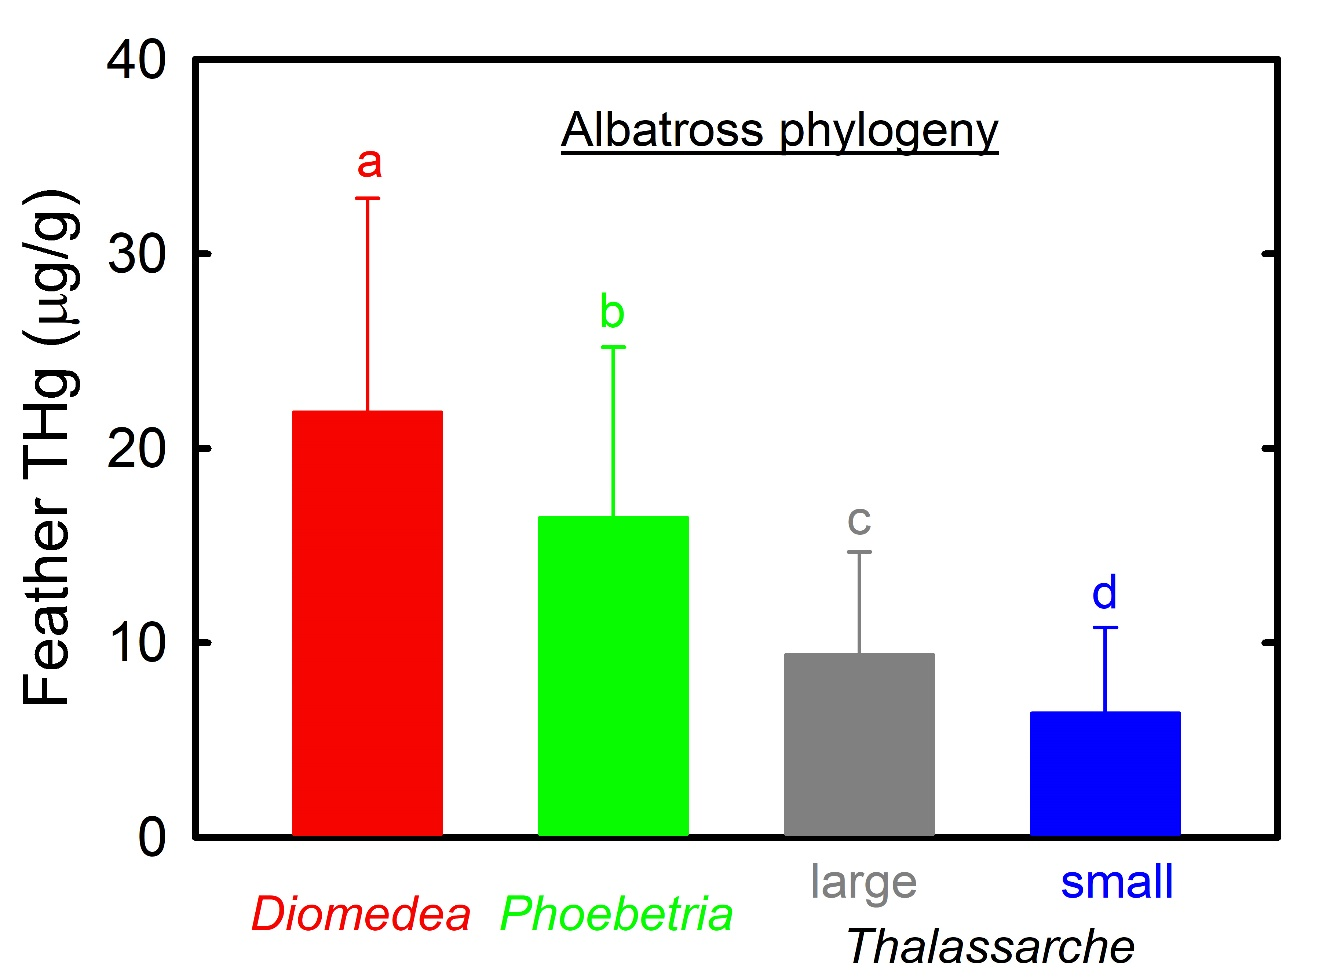 Albatross phylogeny
Feather THg (μg/g)
40
30
20
10
0
a
b
c
d
Diomedea
Phoebetria
large
small
Thalassarche